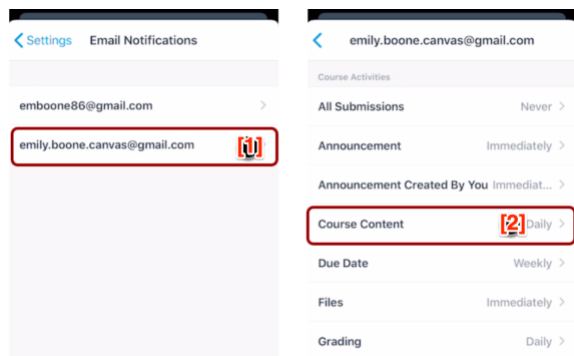 Settings Email Notifications
emboone86@gmail.com
emily.boone.canvas@gmail.com [1]
emily.boone.canvas@gmail.com
Course Activities
All Submissions Never
Announcement Immediately
Announcement Created By You Immediat...
Course Content [2] Daily
Due Date Weekly
Files Immediately
Grading Daily